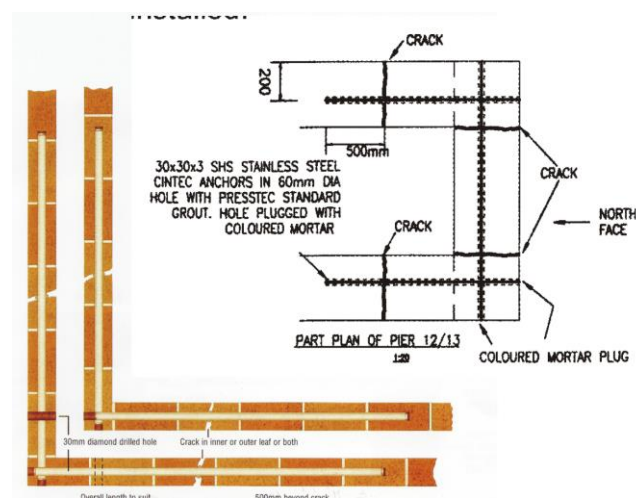 installed.
CRACK
200
500mm
30x30x3 SHS STAINLESS STEEL
CINTEC ANCHORS IN 60mm DIA
HOLE WITH PRESSTEC STANDARD
GROUT. HOLE PLUGGED WITH
COLOURED MORTAR
CRACK
NORTH
FACE
CRACK
PART PLAN OF PIER 12/13
1:20
COLOURED MORTAR PLUG
30mm diamond drilled hole
Crack in inner or outer leaf or both
Overall length to suit
500mm beyond crack